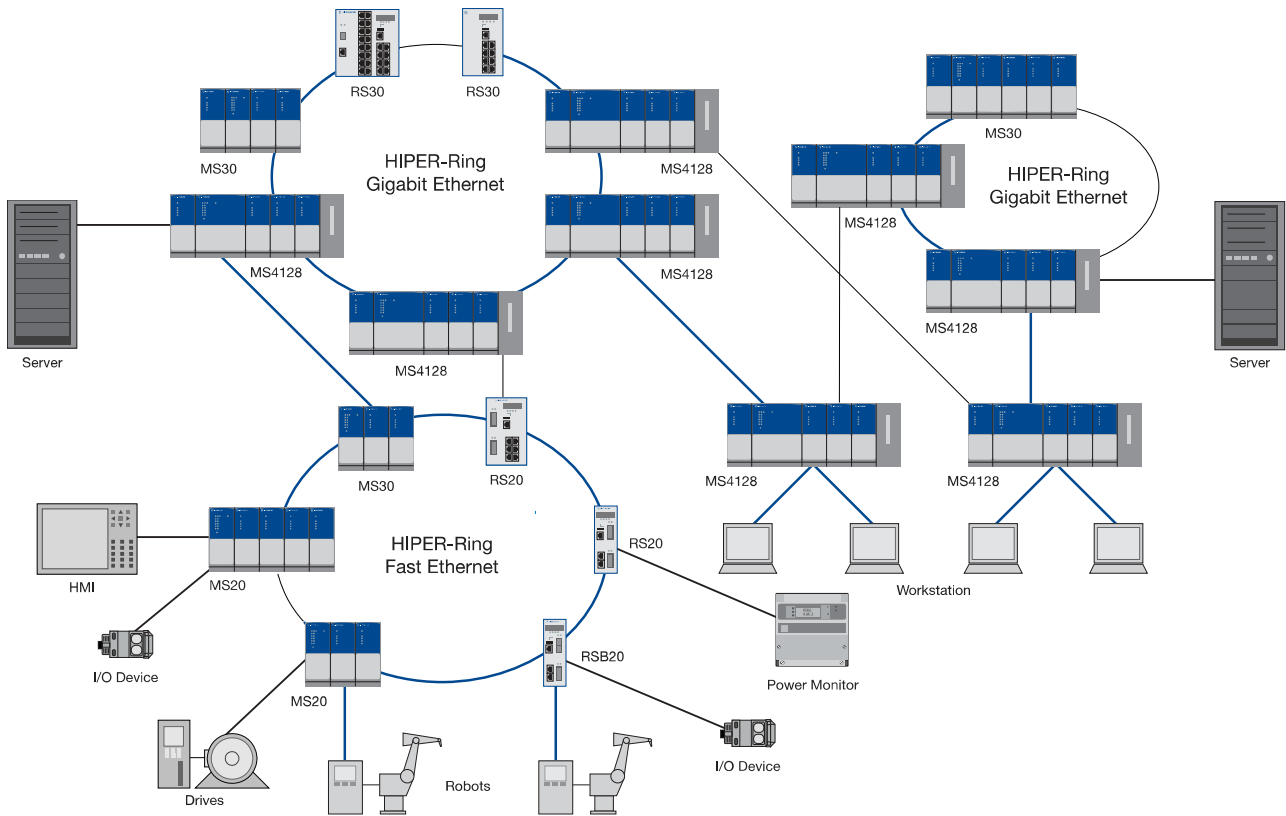 RS30
RS30
MS30
MS4128
MS30
HIPER-Ring
Gigabit Ethernet
HIPER-Ring
Gigabit Ethernet
MS4128
MS4128
MS4128
MS4128
MS4128
Server
Server
MS30
RS20
MS4128
MS4128
HMI
MS20
HIPER-Ring
Fast Ethernet
RS20
Workstation
I/O Device
MS20
RSB20
Power Monitor
Drives
Robots
I/O Device